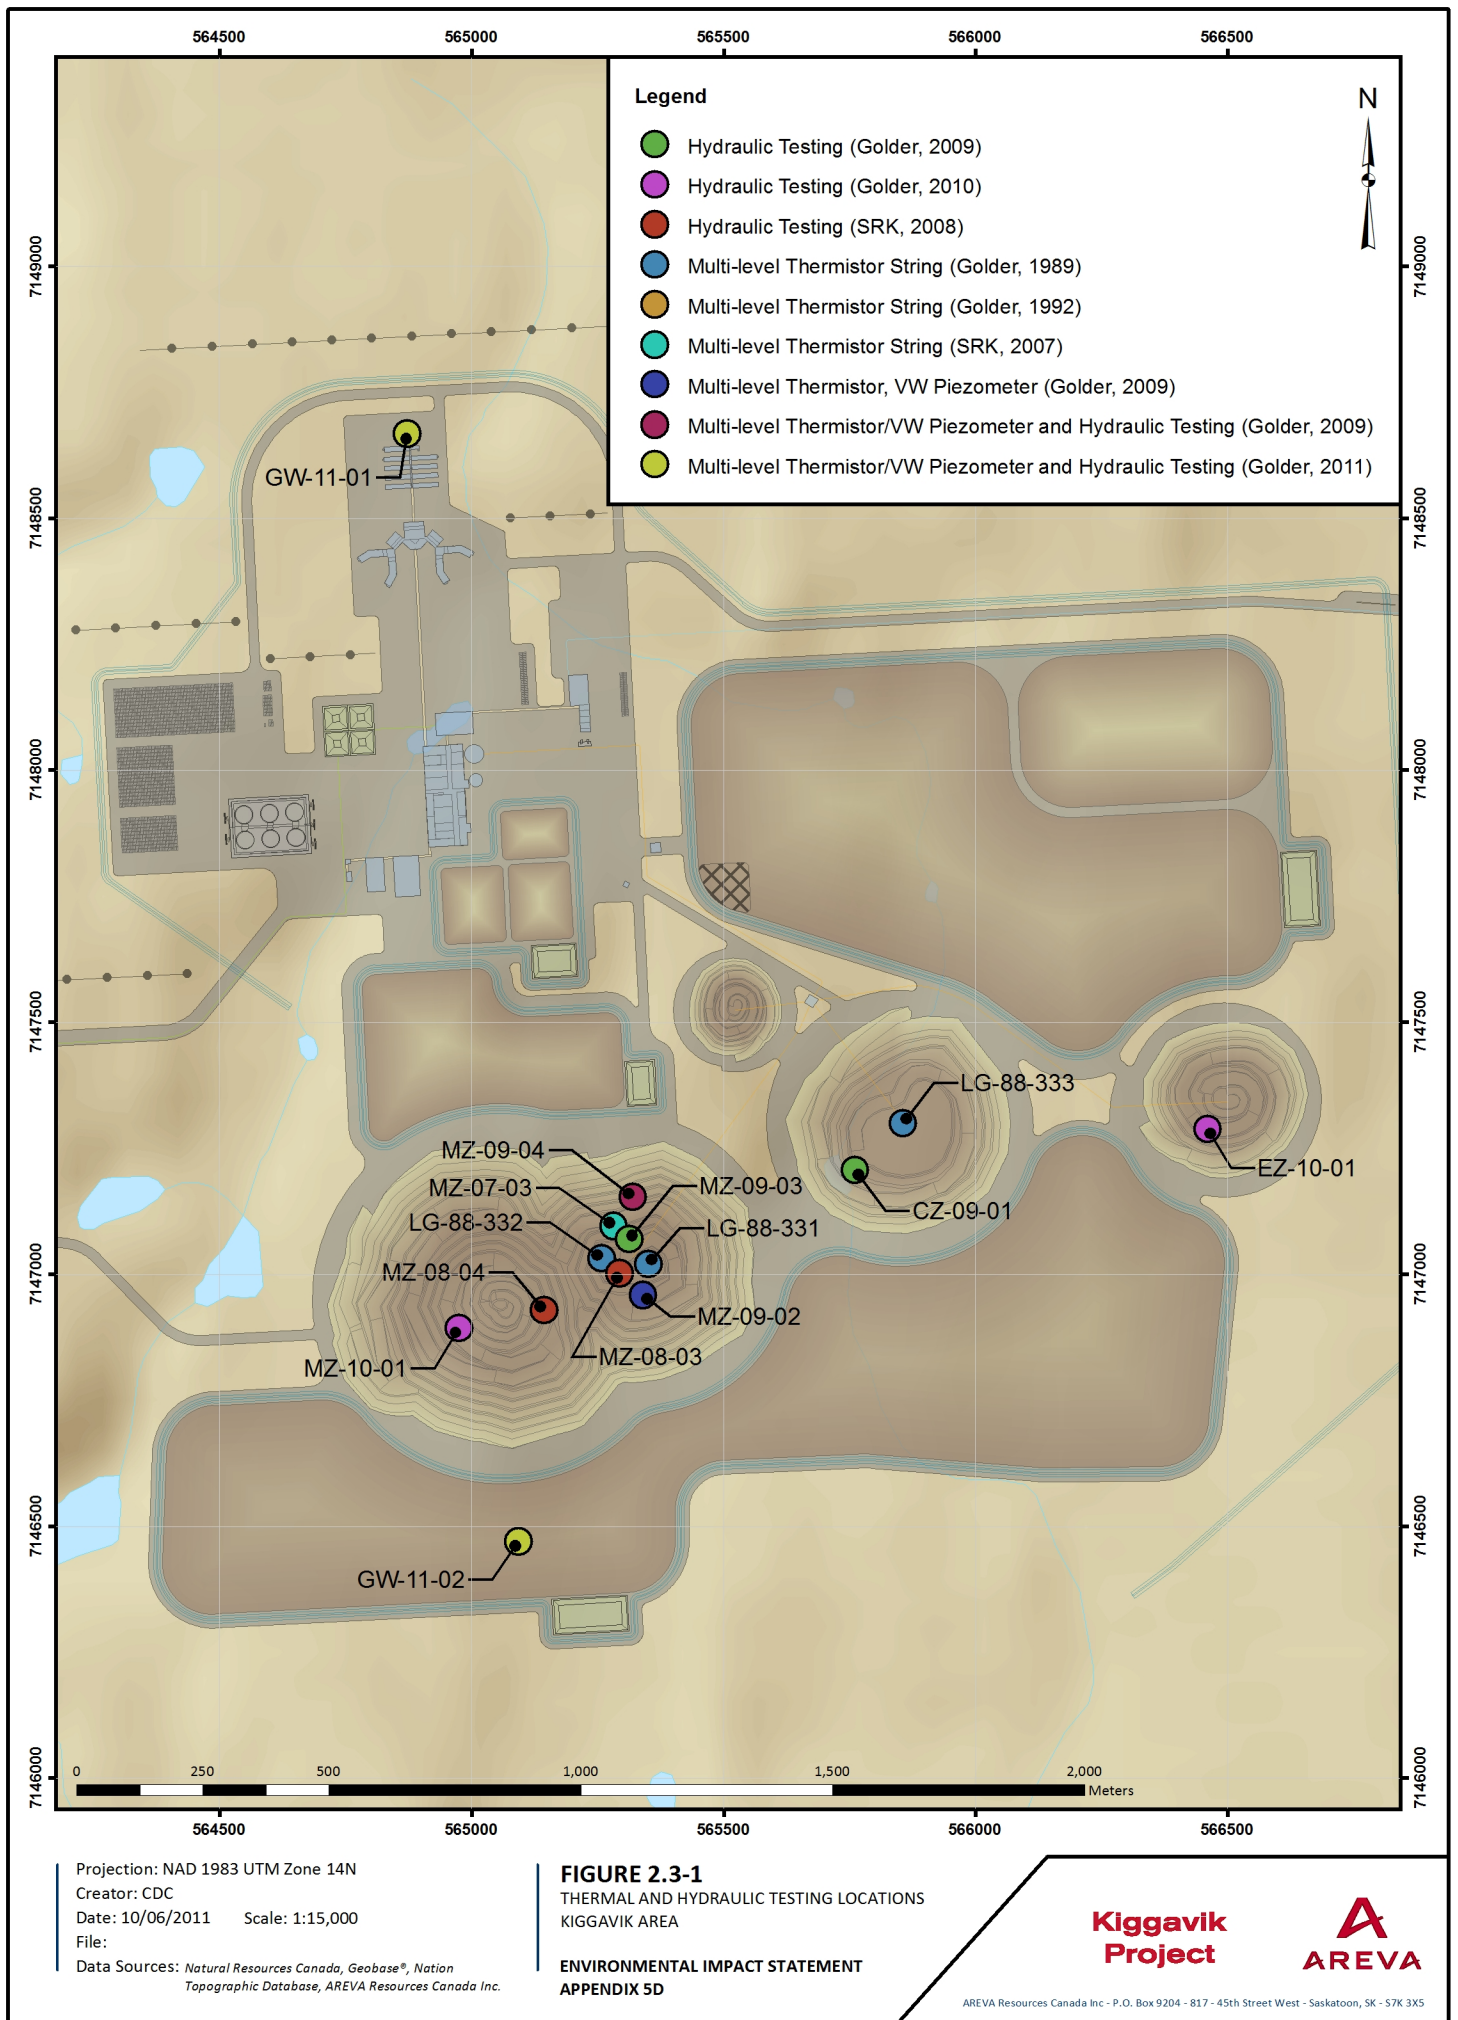 564500 565000 565500 566000 566500
Legend
N
Hydraulic Testing (Golder, 2009)
Hydraulic Testing (Golder, 2010)
Hydraulic Testing (SRK, 2008)
Multi-level Thermistor String (Golder, 1989)
Multi-level Thermistor String (Golder, 1992)
Multi-level Thermistor String (SRK, 2007)
Multi-level Thermistor, VW Piezometer (Golder, 2009)
Multi-level Thermistor/VW Piezometer and Hydraulic Testing (Golder, 2009)
Multi-level Thermistor/VW Piezometer and Hydraulic Testing (Golder, 2011)
7149000 7149000
GW-11-01
7148500 7148500
7148000 7148000
7147500 7147500
LG-88-333
MZ-09-04
EZ-10-01
MZ-07-03
MZ-09-03
CZ-09-01
LG-88-332
LG-88-331
MZ-08-04
7147000 7147000
MZ-09-02
MZ-08-03
MZ-10-01
7146500 7146500
GW-11-02
7146000 7146000
0 250 500 1,000 1,500 2,000
Meters
564500 565000 565500 566000 566500
Projection: NAD 1983 UTM Zone 14N
Creator: CDC
Date: 10/06/2011 Scale: 1:15,000
File:
Data Sources: Natural Resources Canada, Geobase®, Nation
Topographic Database, AREVA Resources Canada Inc.
FIGURE 2.3-1
THERMAL AND HYDRAULIC TESTING LOCATIONS
KIGGAVIK AREA
ENVIRONMENTAL IMPACT STATEMENT
APPENDIX 5D
Kiggavik
Project
AREVA
AREVA Resources Canada Inc - P.O. Box 9204 - 817 - 45th Street West - Saskatoon, SK - S7K 3X5